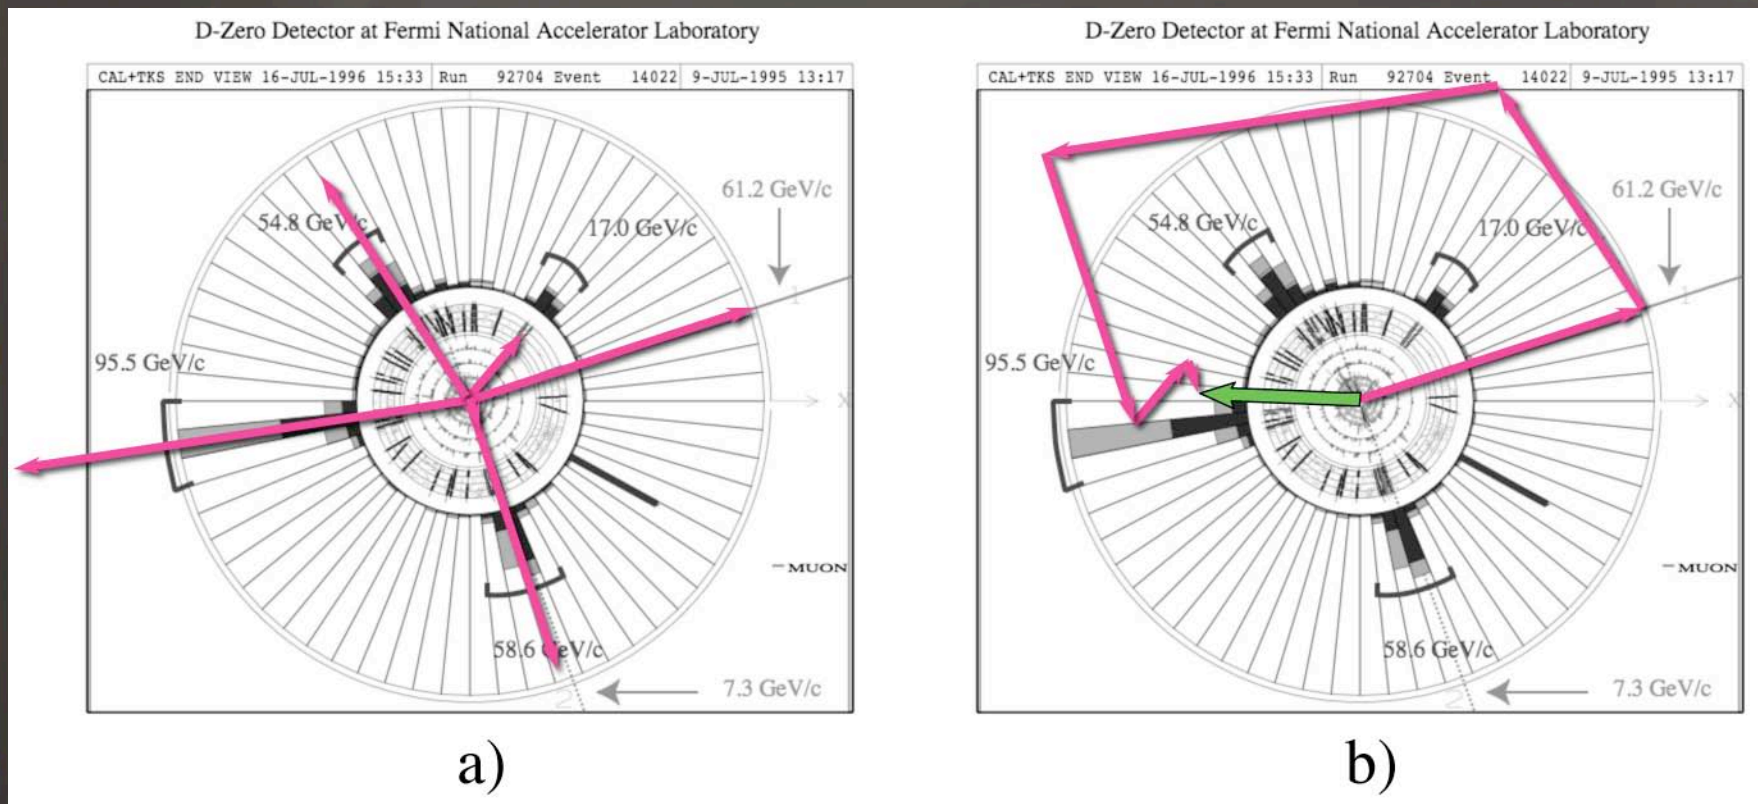 D-Zero Detector at Fermi National Accelerator Laboratory
CAL+TKS END VIEW 16-JUL-1996 15:33 Run 92704 Event 14022 9-JUL-1995 13:17
61.2 GeV/c
54.8 GeV/c
17.0 GeV/c
1
95.5 GeV/c
X
MUON
58.6 GeV/c
7.3 GeV/c
2
a)
D-Zero Detector at Fermi National Accelerator Laboratory
CAL+TKS END VIEW 16-JUL-1996 15:33 Run 92704 Event 14022 9-JUL-1995 13:17
61.2 GeV/c
54.8 GeV/c
17.0 GeV/c
1
95.5 GeV/c
X
MUON
58.6 GeV/c
7.3 GeV/c
2
b)